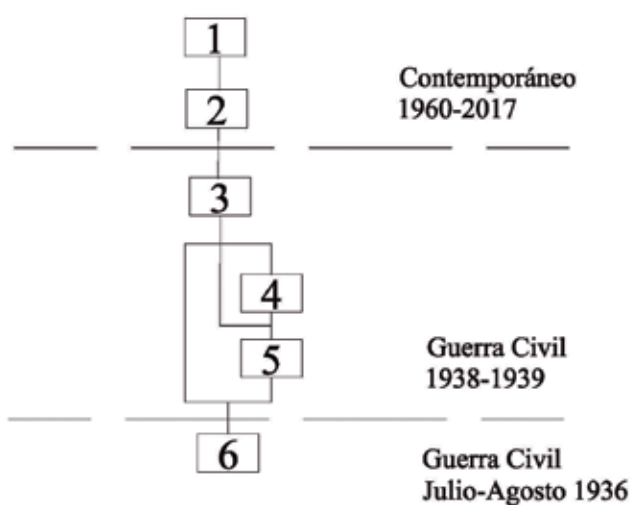 1
Contemporáneo
2
1960-2017
3
4
5
Guerra Civil
1938-1939
6
Guerra Civil
Julio-Agosto 1936